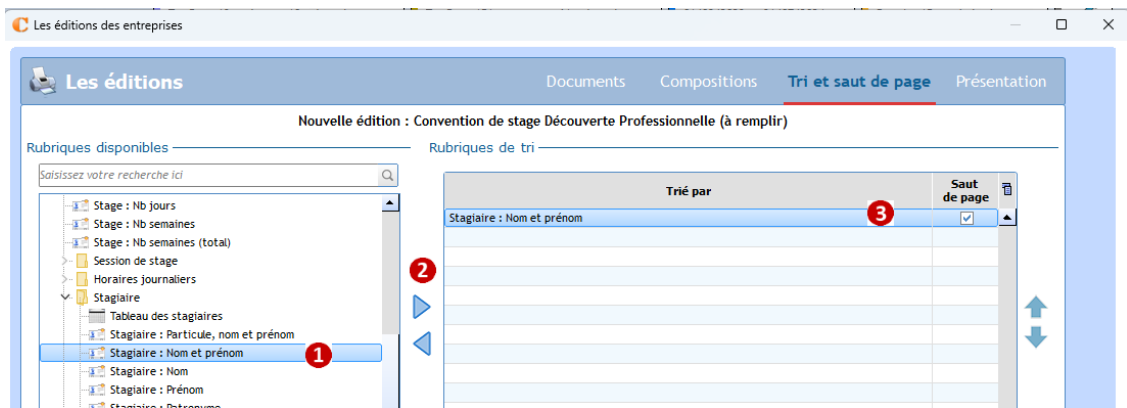 Les éditions des entreprises
Les éditions
Documents Compositions Tri et saut de page Présentation
Nouvelle édition : Convention de stage Découverte Professionnelle (à remplir)
Rubriques disponibles
Rubriques de tri
Saisissez votre recherche ici
Trié par
Saut
de page
Stage : Nb jours
Stagiaire : Nom et prénom
3
Stage : Nb semaines
Stage : Nb semaines (total)
Session de stage
2
Horaires journaliers
Stagiaire
Tableau des stagiaires
Stagiaire : Particule, nom et prénom
Stagiaire : Nom et prénom
1
Stagiaire : Nom
Stagiaire : Prénom
Stagiaire : Patronyme